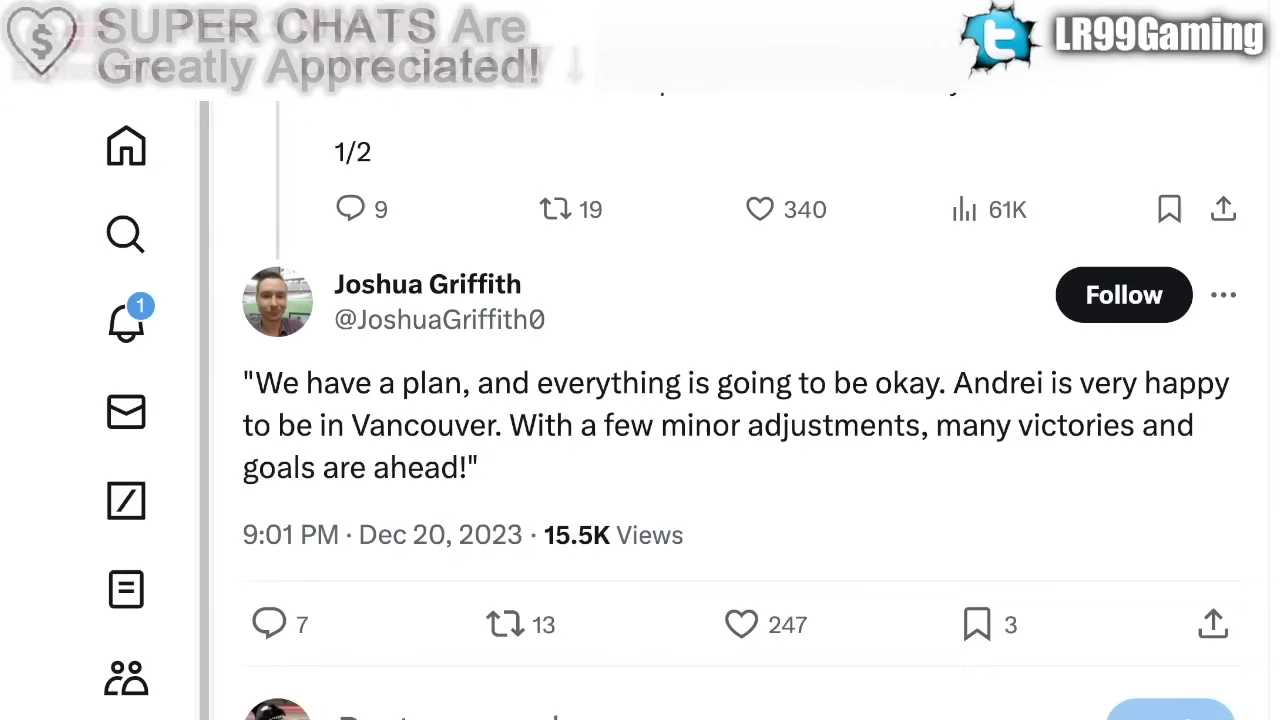 SUPER CHATS Are
Greatly Appreciated!
LR99Gaming
1/2
9 19 340 61K
Joshua Griffith
@JoshuaGriffith0
Follow
1
"We have a plan, and everything is going to be okay. Andrei is very happy
to be in Vancouver. With a few minor adjustments, many victories and
goals are ahead!"
9:01 PM · Dec 20, 2023 · 15.5K Views
7 13 247 3